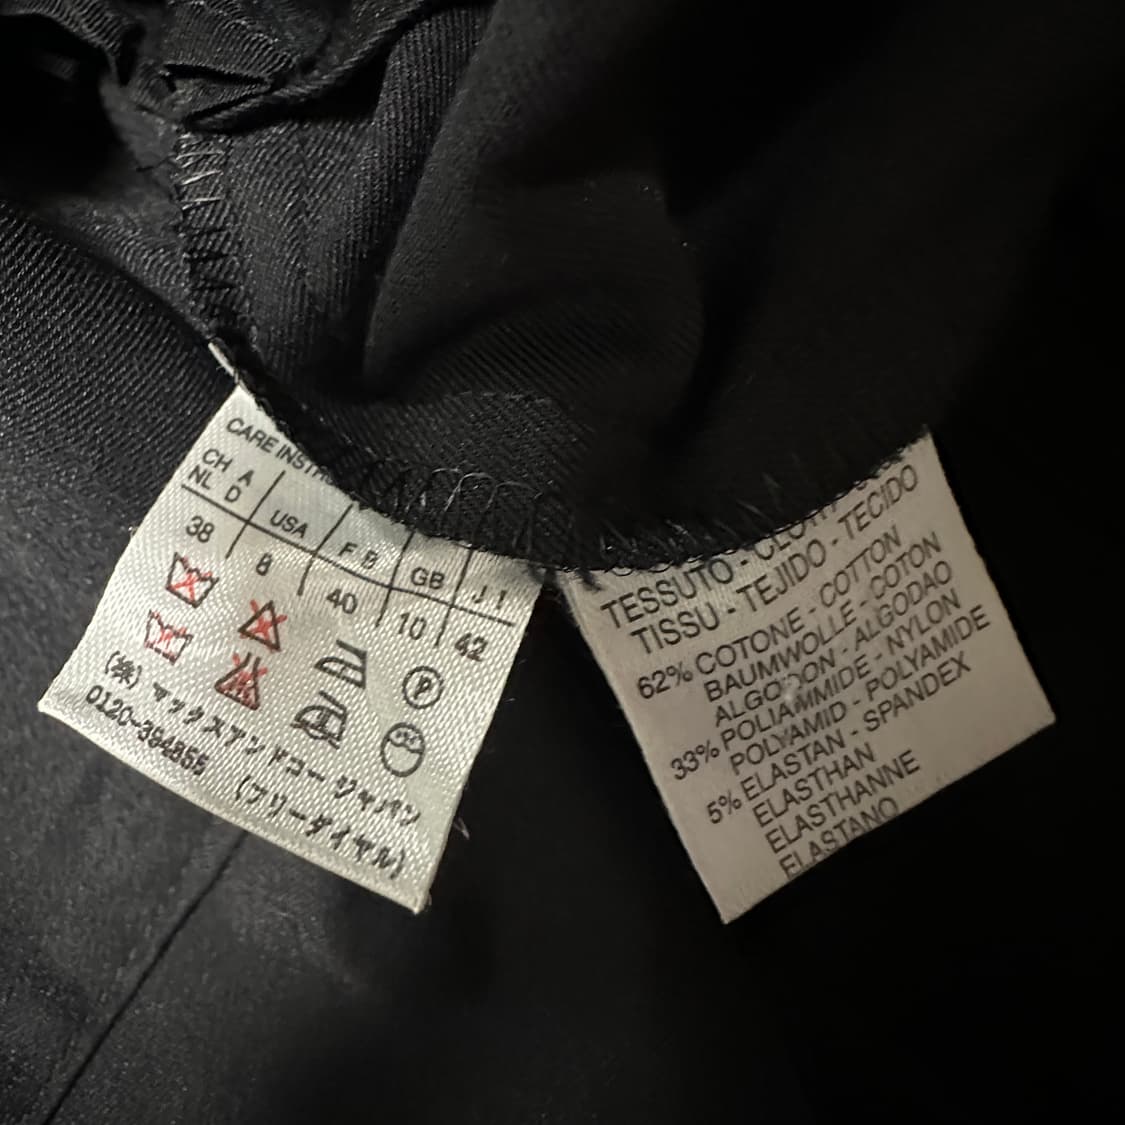 CARE INSTR
CH A
NL D
USA
F B
GB
J I
38
8
40
10
42
P
(株) マックスアンドコージャパン
0120-394855 (フリーダイヤル)
TESSUTO - CLOTH
TISSU - TEJIDO - TECIDO
62% COTONE - COTTON
BAUMWOLLE - COTON
ALGODON - ALGODAO
33% POLIAMMIDE - NYLON
POLYAMID - POLYAMIDE
5% ELASTAN - SPANDEX
ELASTHAN
ELASTHANNE
ELASTANO